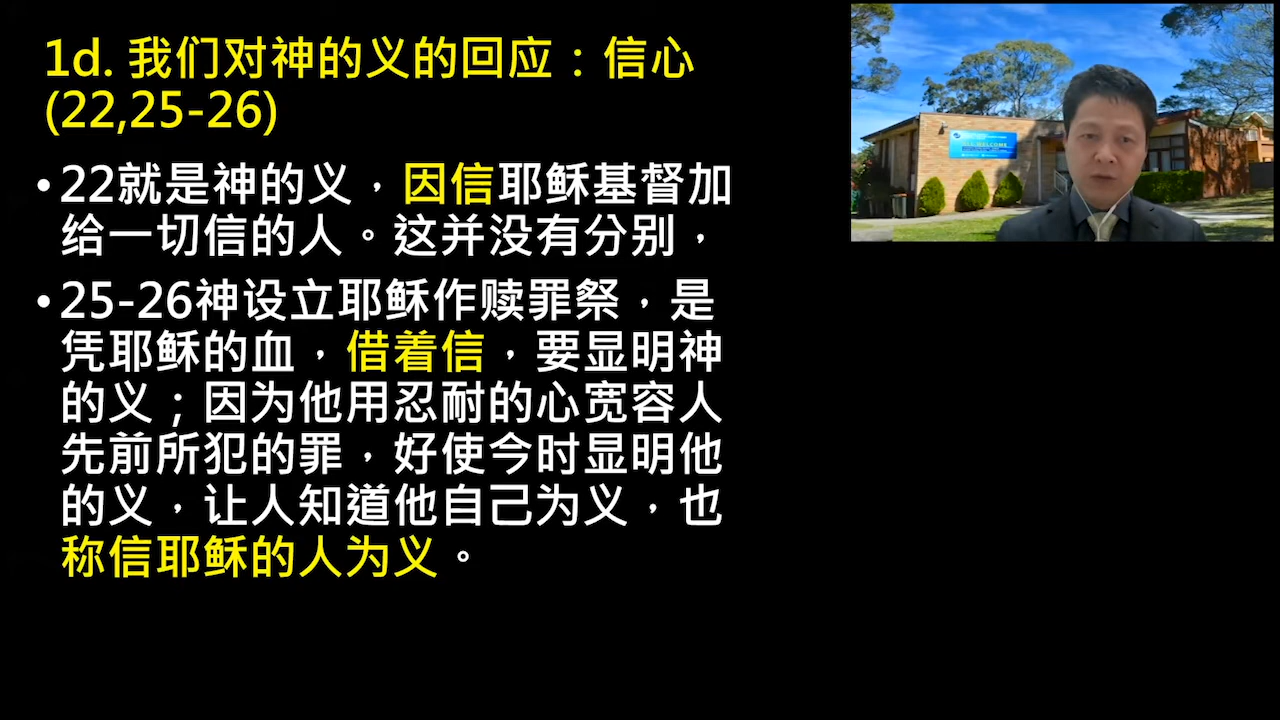 1d. 我们对神的义的回应：信心
(22,25-26)
•22就是神的义，因信耶稣基督加
给一切信的人。这并没有分别，
•25-26神设立耶稣作赎罪祭，是
凭耶稣的血，借着信，要显明神
的义；因为他用忍耐的心宽容人
先前所犯的罪，好使今时显明他
的义，让人知道他自己为义，也
称信耶稣的人为义。
ALL WELCOME